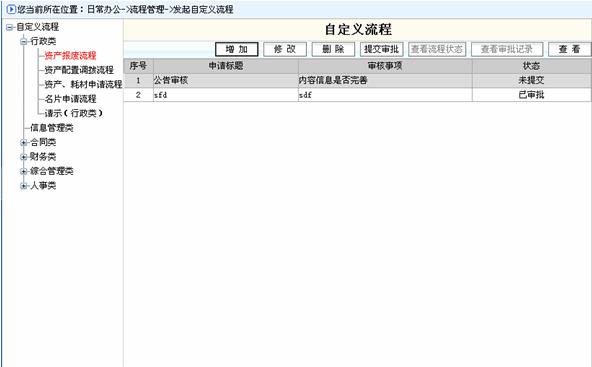 您当前所在位置：日常办公->流程管理->发起自定义流程
自定义流程
行政类
资产报废流程
资产配置调拨流程
资产、耗材申请流程
名片申请流程
请示（行政类）
信息管理类
合同类
财务类
综合管理类
人事类
自定义流程
增 加 修 改 删 除 提交审批 查看流程状态 查看审批记录 查 看
序号 申请标题 审核事项 状态
1 公告审核 内容信息是否完善 未提交
2 sfd sdf 已审批